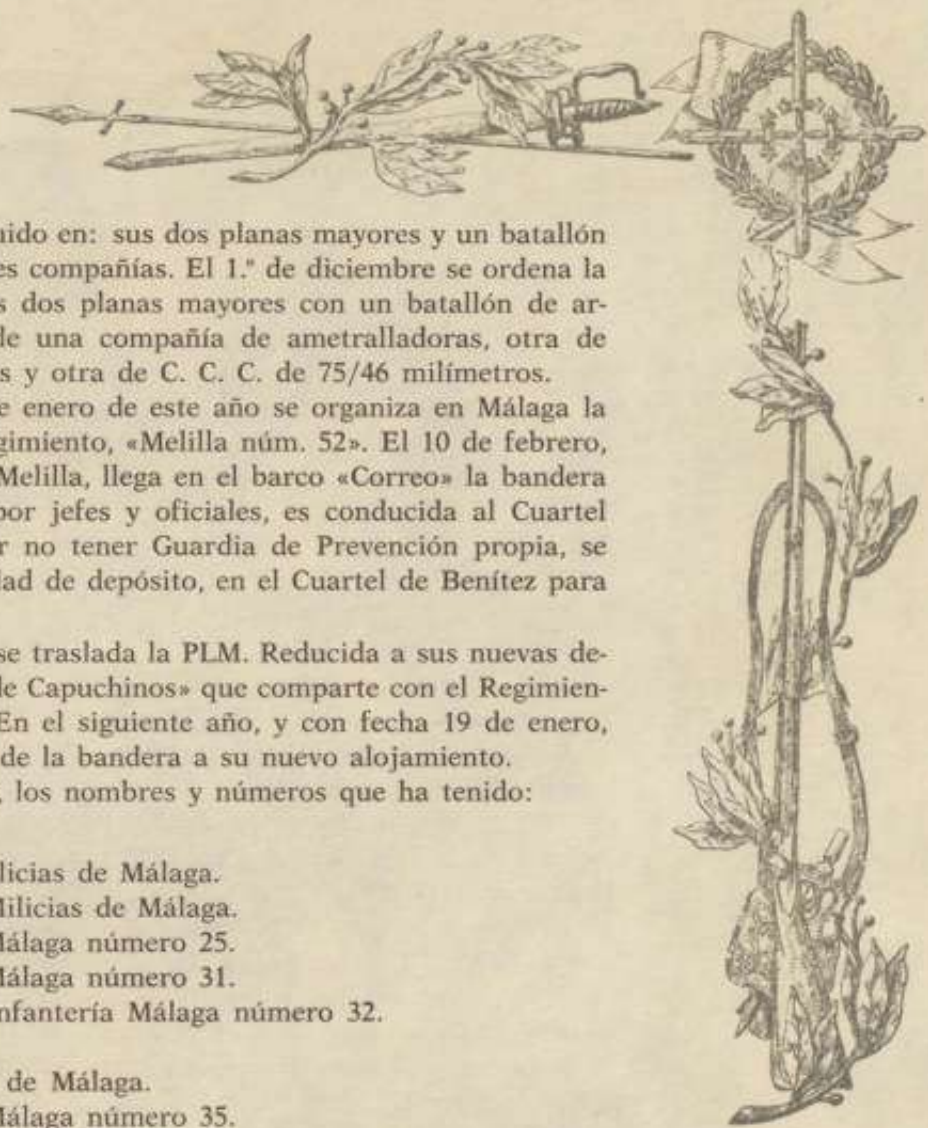 nido en: sus dos planas mayores y un batallón
es compañías. El 1.º de diciembre se ordena la
s dos planas mayores con un batallón de ar-
le una compañía de ametralladoras, otra de
s y otra de C. C. C. de 75/46 milímetros.
e enero de este año se organiza en Málaga la
gimiento, «Melilla núm. 52». El 10 de febrero,
Melilla, llega en el barco «Correo» la bandera
por jefes y oficiales, es conducida al Cuartel
r no tener Guardia de Prevención propia, se
dad de depósito, en el Cuartel de Benítez para
se traslada la PLM. Reducida a sus nuevas de-
de Capuchinos» que comparte con el Regimien-
En el siguiente año, y con fecha 19 de enero,
de la bandera a su nuevo alojamiento.
, los nombres y números que ha tenido:
licias de Málaga.
Milicias de Málaga.
Málaga número 25.
Málaga número 31.
nfantería Málaga número 32.
de Málaga.
Málaga número 35.